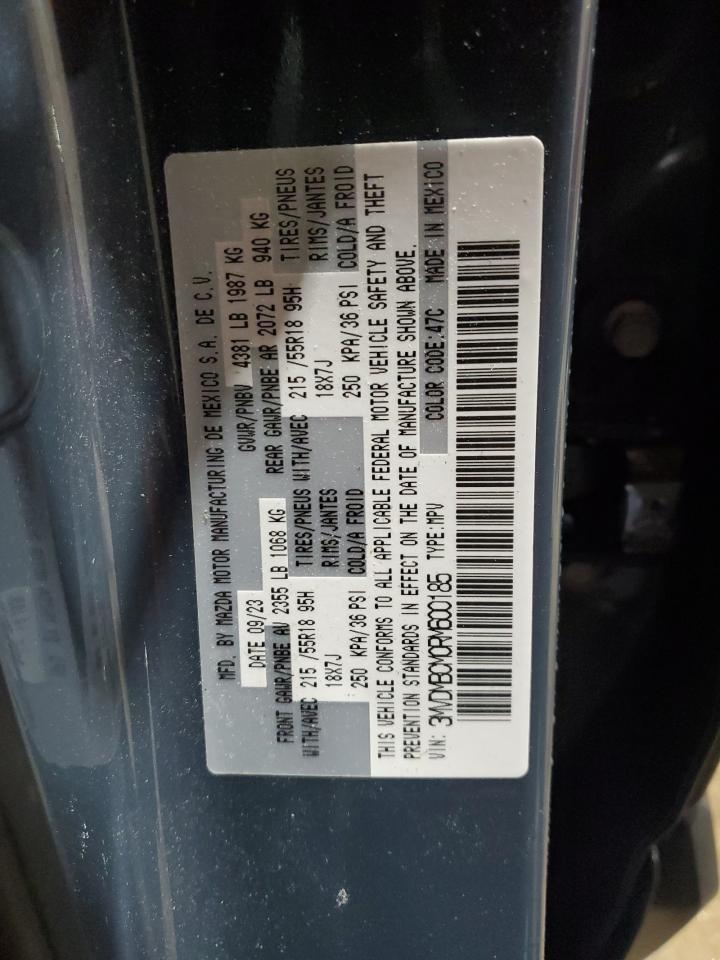 MFD. BY MAZDA MOTOR MANUFACTURING DE MEXICO S.A. DE C.V.
DATE 09/23 GVWR/PNBV 4381 LB 1987 KG
FRONT GAWR/PNBE AV 2355 LB 1068 KG REAR GAWR/PNBE AR 2072 LB 940 KG
WITH/AVEC 215 /55R18 95H TIRES/PNEUS WITH/AVEC 215 /55R18 95H TIRES/PNEUS
18X7J RIMS/JANTES 18X7J RIMS/JANTES
250 KPA/36 PSI COLD/A FROID 250 KPA/36 PSI COLD/A FROID
THIS VEHICLE CONFORMS TO ALL APPLICABLE FEDERAL MOTOR VEHICLE SAFETY AND THEFT
PREVENTION STANDARDS IN EFFECT ON THE DATE OF MANUFACTURE SHOWN ABOVE.
VIN: 3MVDMBCM0RM600185 TYPE:MPV COLOR CODE:47C MADE IN MEXICO